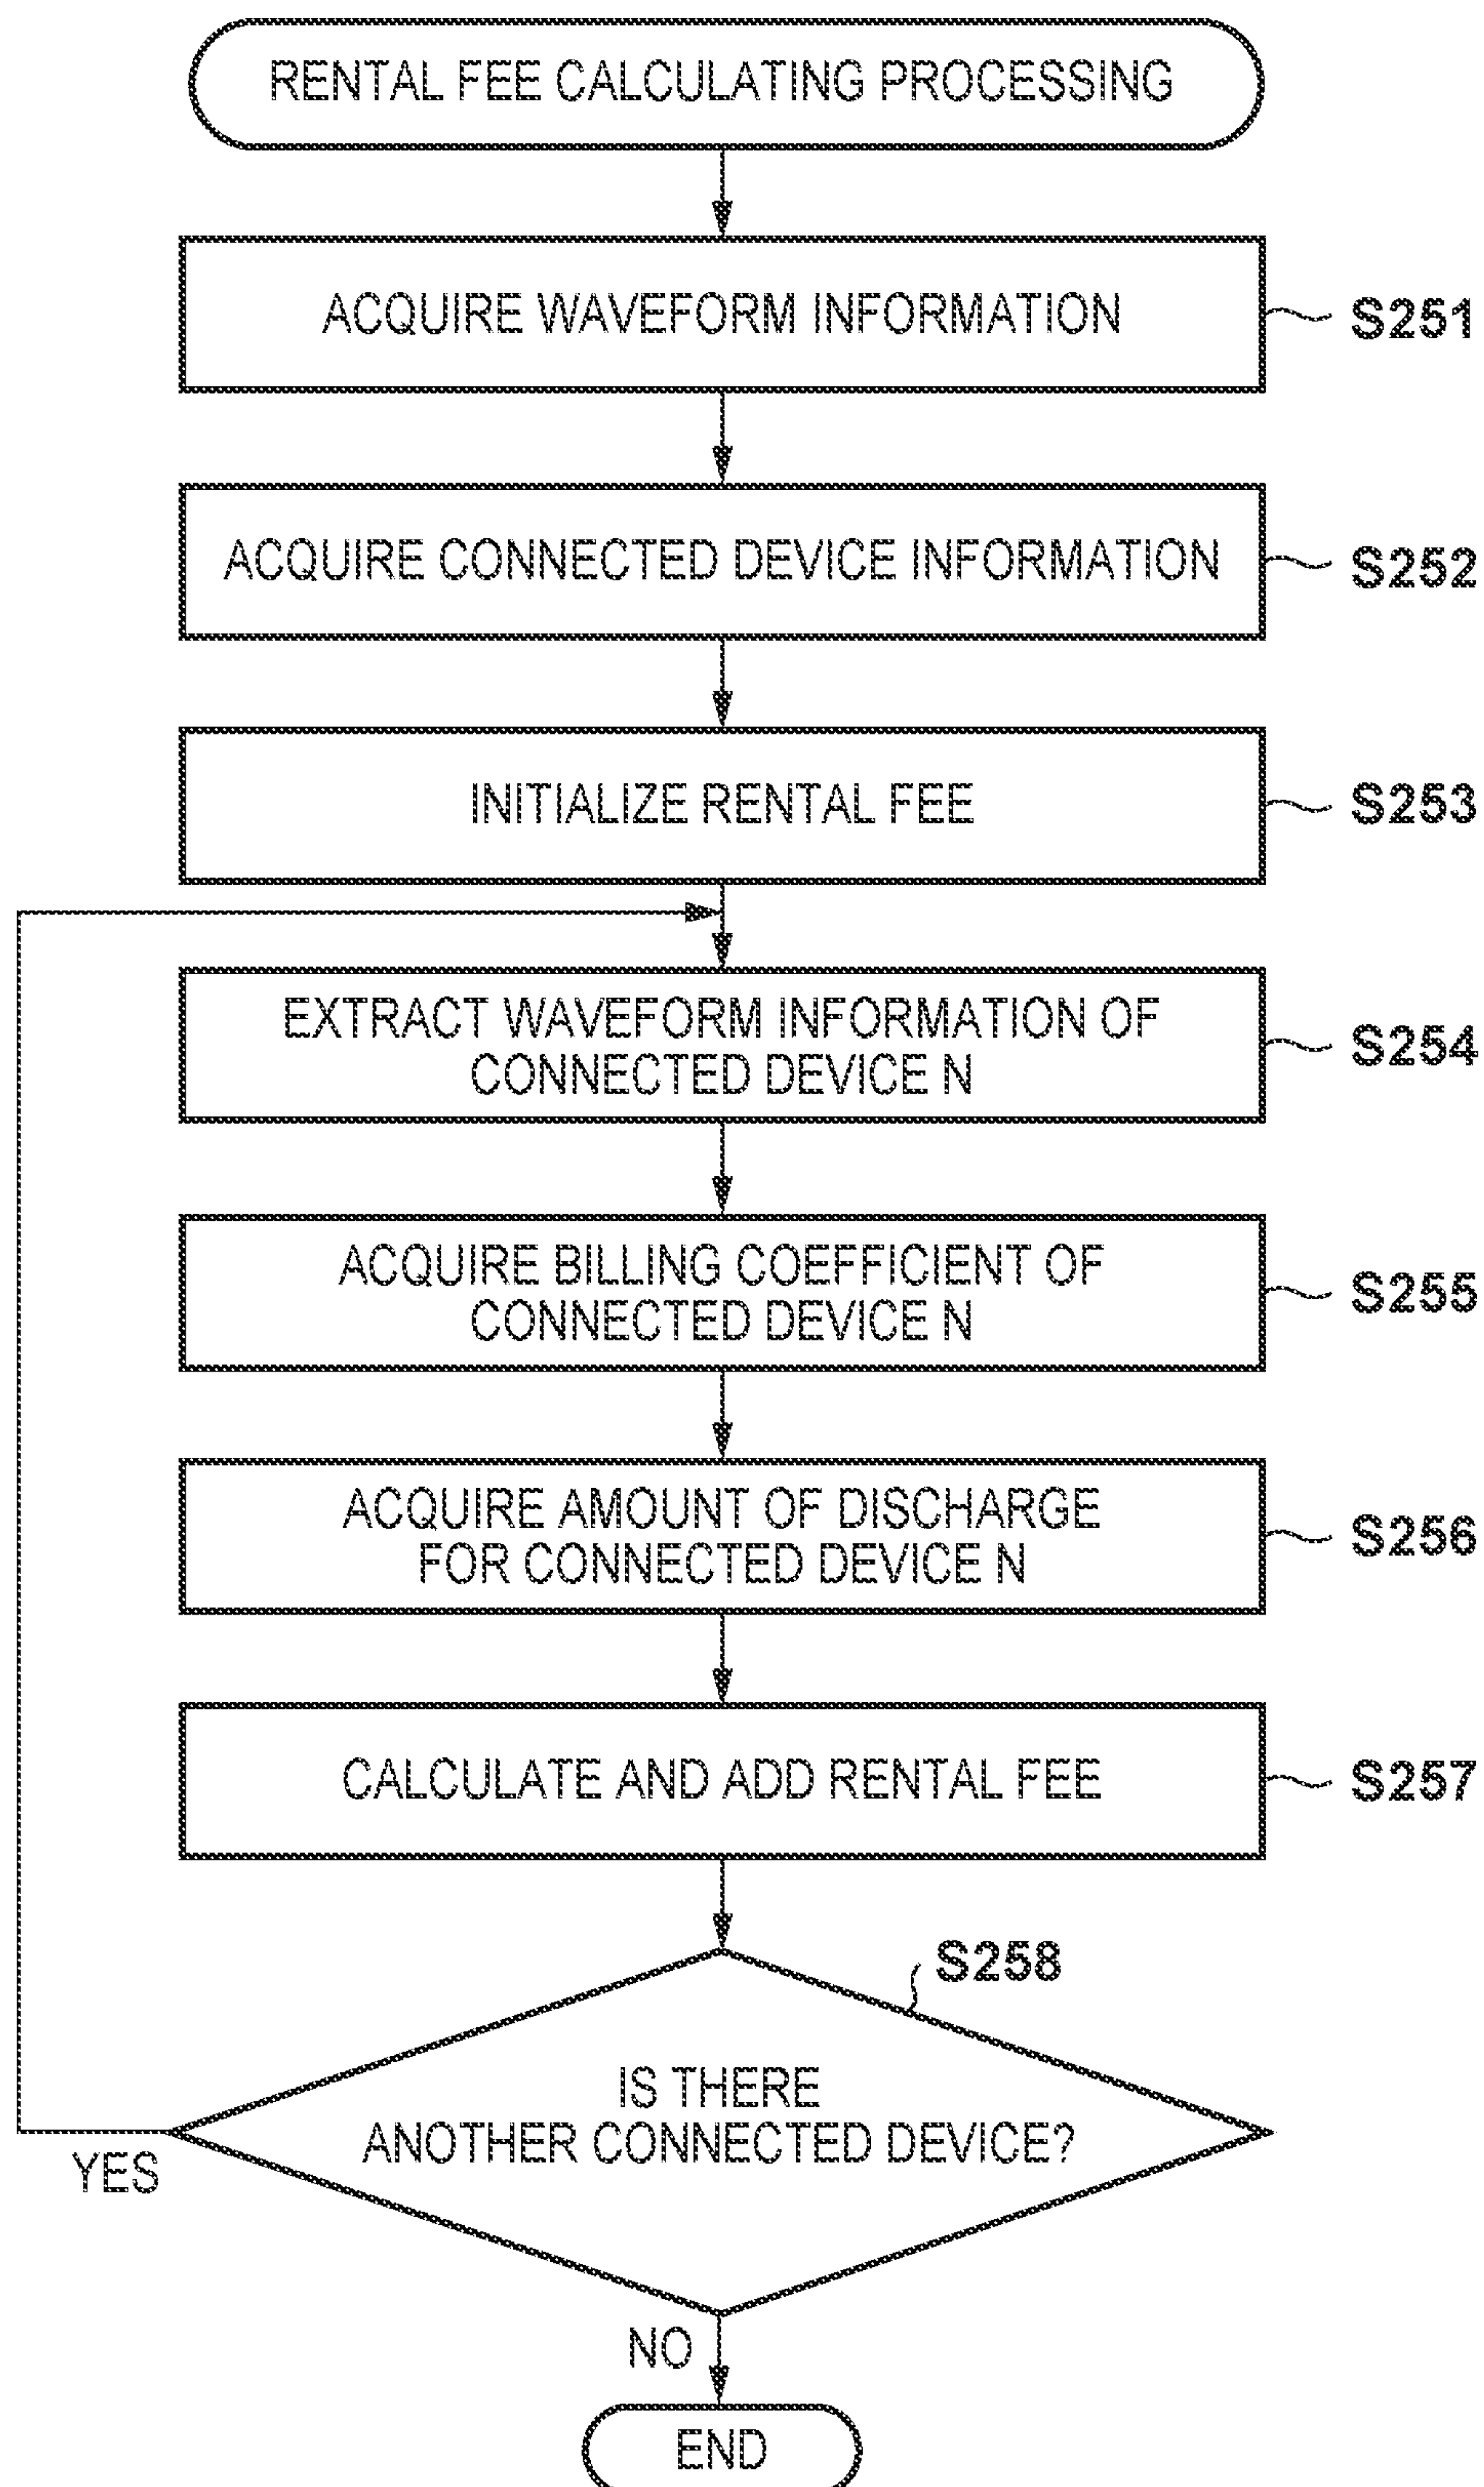 RENTAL FEE CALCULATING PROCESSING
ACQUIRE WAVEFORM INFORMATION
S251
ACQUIRE CONNECTED DEVICE INFORMATION
S252
INITIALIZE RENTAL FEE
S253
EXTRACT WAVEFORM INFORMATION OF
CONNECTED DEVICE N
S254
ACQUIRE BILLING COEFFICIENT OF
CONNECTED DEVICE N
S255
ACQUIRE AMOUNT OF DISCHARGE
FOR CONNECTED DEVICE N
S256
CALCULATE AND ADD RENTAL FEE
S257
S258
IS THERE
ANOTHER CONNECTED DEVICE?
YES
NO
END